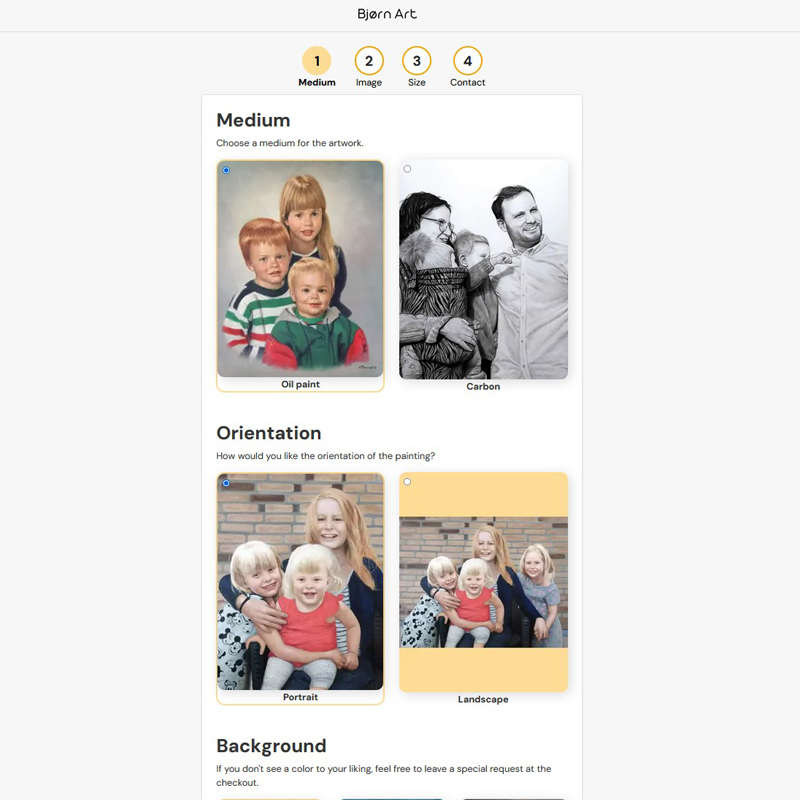 Bjørn Art
1 2 3 4
Medium Image Size Contact
Medium
Choose a medium for the artwork.
Oil paint Carbon
Orientation
How would you like the orientation of the painting?
Portrait Landscape
Background
If you don't see a color to your liking, feel free to leave a special request at the
checkout.